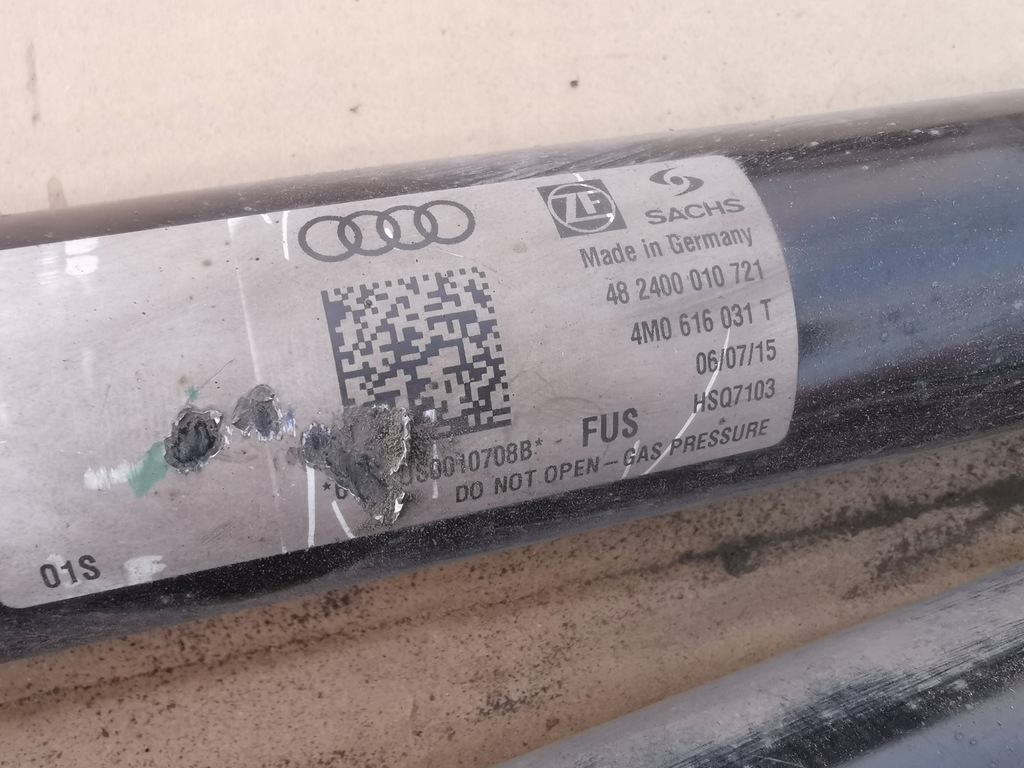 ZF
SACHS
Made in Germany
48 2400 010 721
4M0 616 031 T
06/07/15
HSQ7103
FUS
DO NOT OPEN-GAS PRESSURE
01S